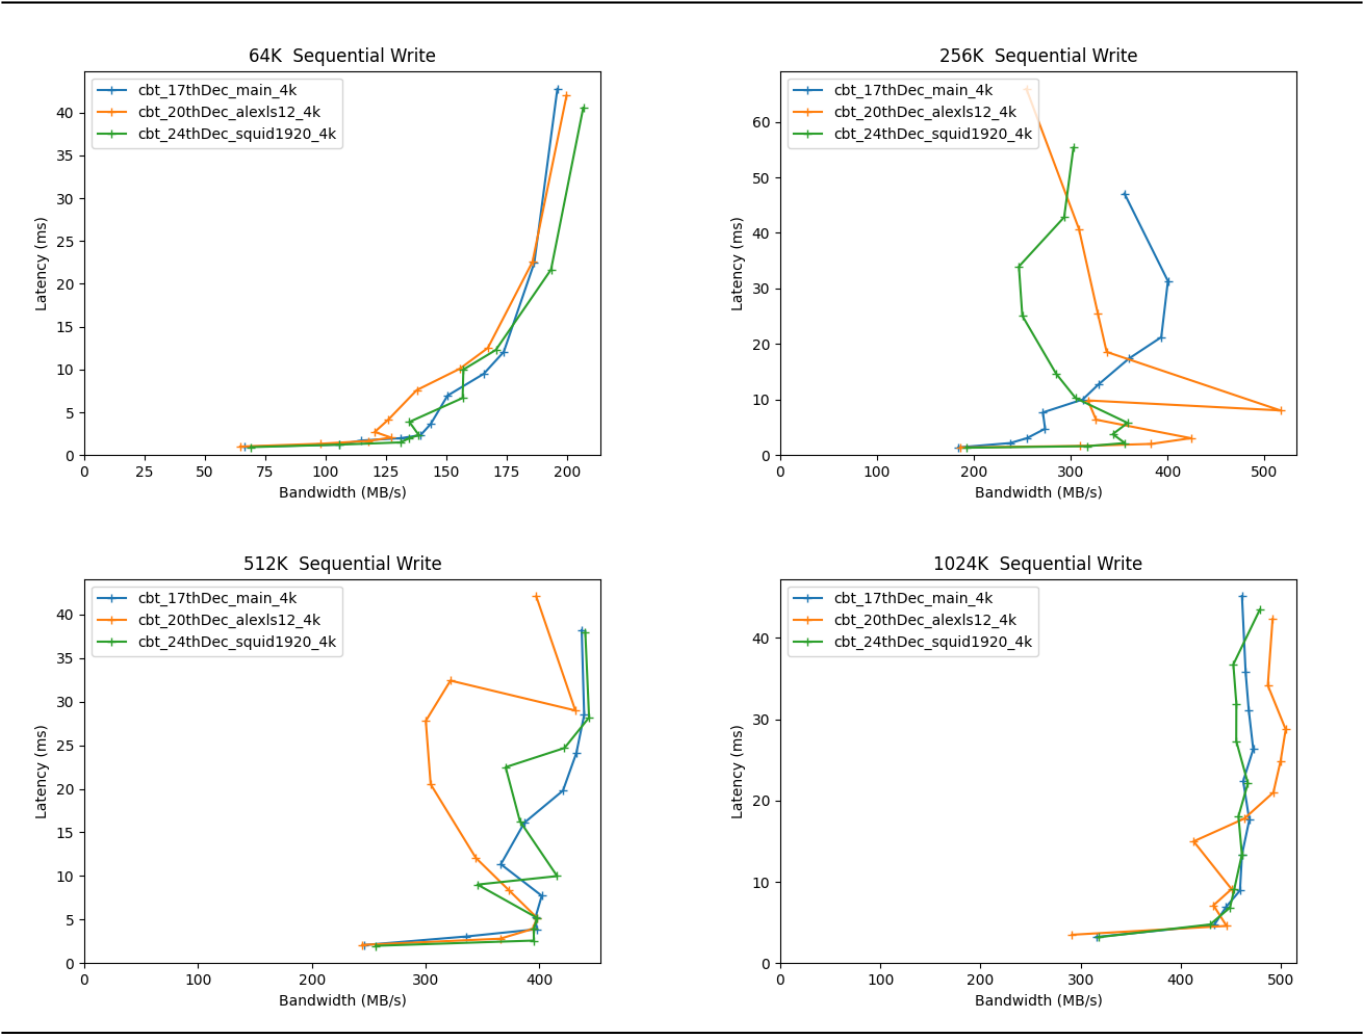 64K Sequential Write
cbt_17thDec_main_4k
cbt_20thDec_alexls12_4k
cbt_24thDec_squid1920_4k
40
35
30
25
20
15
10
5
0
Latency (ms)
0 25 50 75 100 125 150 175 200
Bandwidth (MB/s)
256K Sequential Write
cbt_17thDec_main_4k
cbt_20thDec_alexls12_4k
cbt_24thDec_squid1920_4k
60
50
40
30
20
10
0
Latency (ms)
0 100 200 300 400 500
Bandwidth (MB/s)
512K Sequential Write
cbt_17thDec_main_4k
cbt_20thDec_alexls12_4k
cbt_24thDec_squid1920_4k
40
35
30
25
20
15
10
5
0
Latency (ms)
0 100 200 300 400
Bandwidth (MB/s)
1024K Sequential Write
cbt_17thDec_main_4k
cbt_20thDec_alexls12_4k
cbt_24thDec_squid1920_4k
40
30
20
10
0
Latency (ms)
0 100 200 300 400 500
Bandwidth (MB/s)